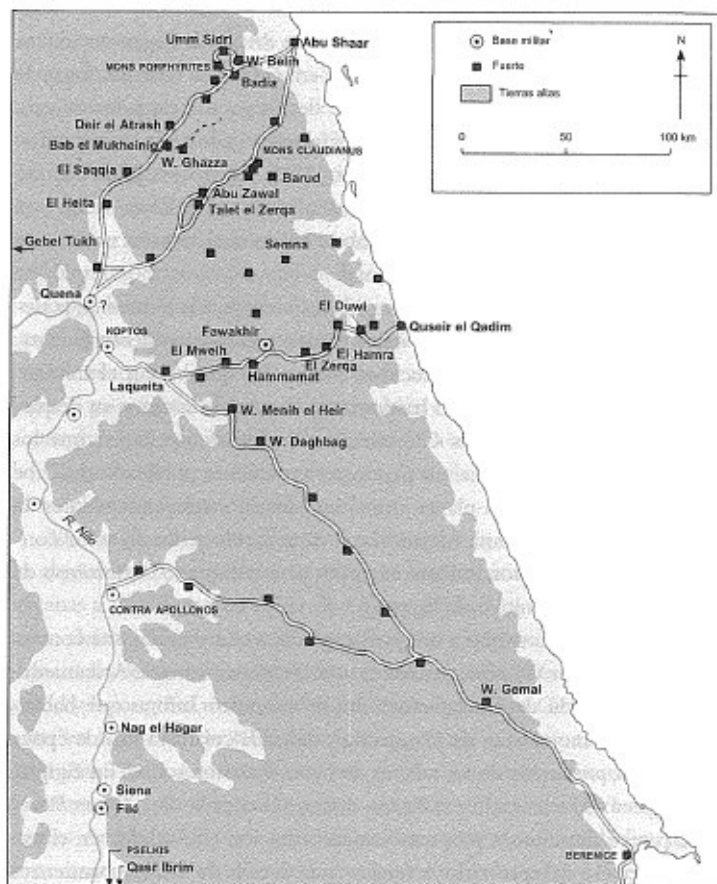 Umm Sidri
Abu Shaar
W. Belih
MONS PORPHYRITES
Badia
Deir el Atrash
Bab el Mukheinig
W. Ghazza
MONS CLAUDIANUS
El Saqqia
Barud
El Heita
Abu Zawal
Talet el Zerqa
Gebel Tukh
Semna
Quena
?
El Duwi
Quseir el Qadim
KOPTOS
Fawakhir
El Mweih
El Hamra
El Zerqa
Laqueita
Hammamat
W. Menih el Heir
W. Daghbag
R. Nilo
CONTRA APOLLONOS
W. Gemal
Nag el Hagar
Siena
Filé
PSELKIS
Qasr Ibrim
BERENICE
Base militar
Fuerte
Tierras altas
N
0 50 100 km